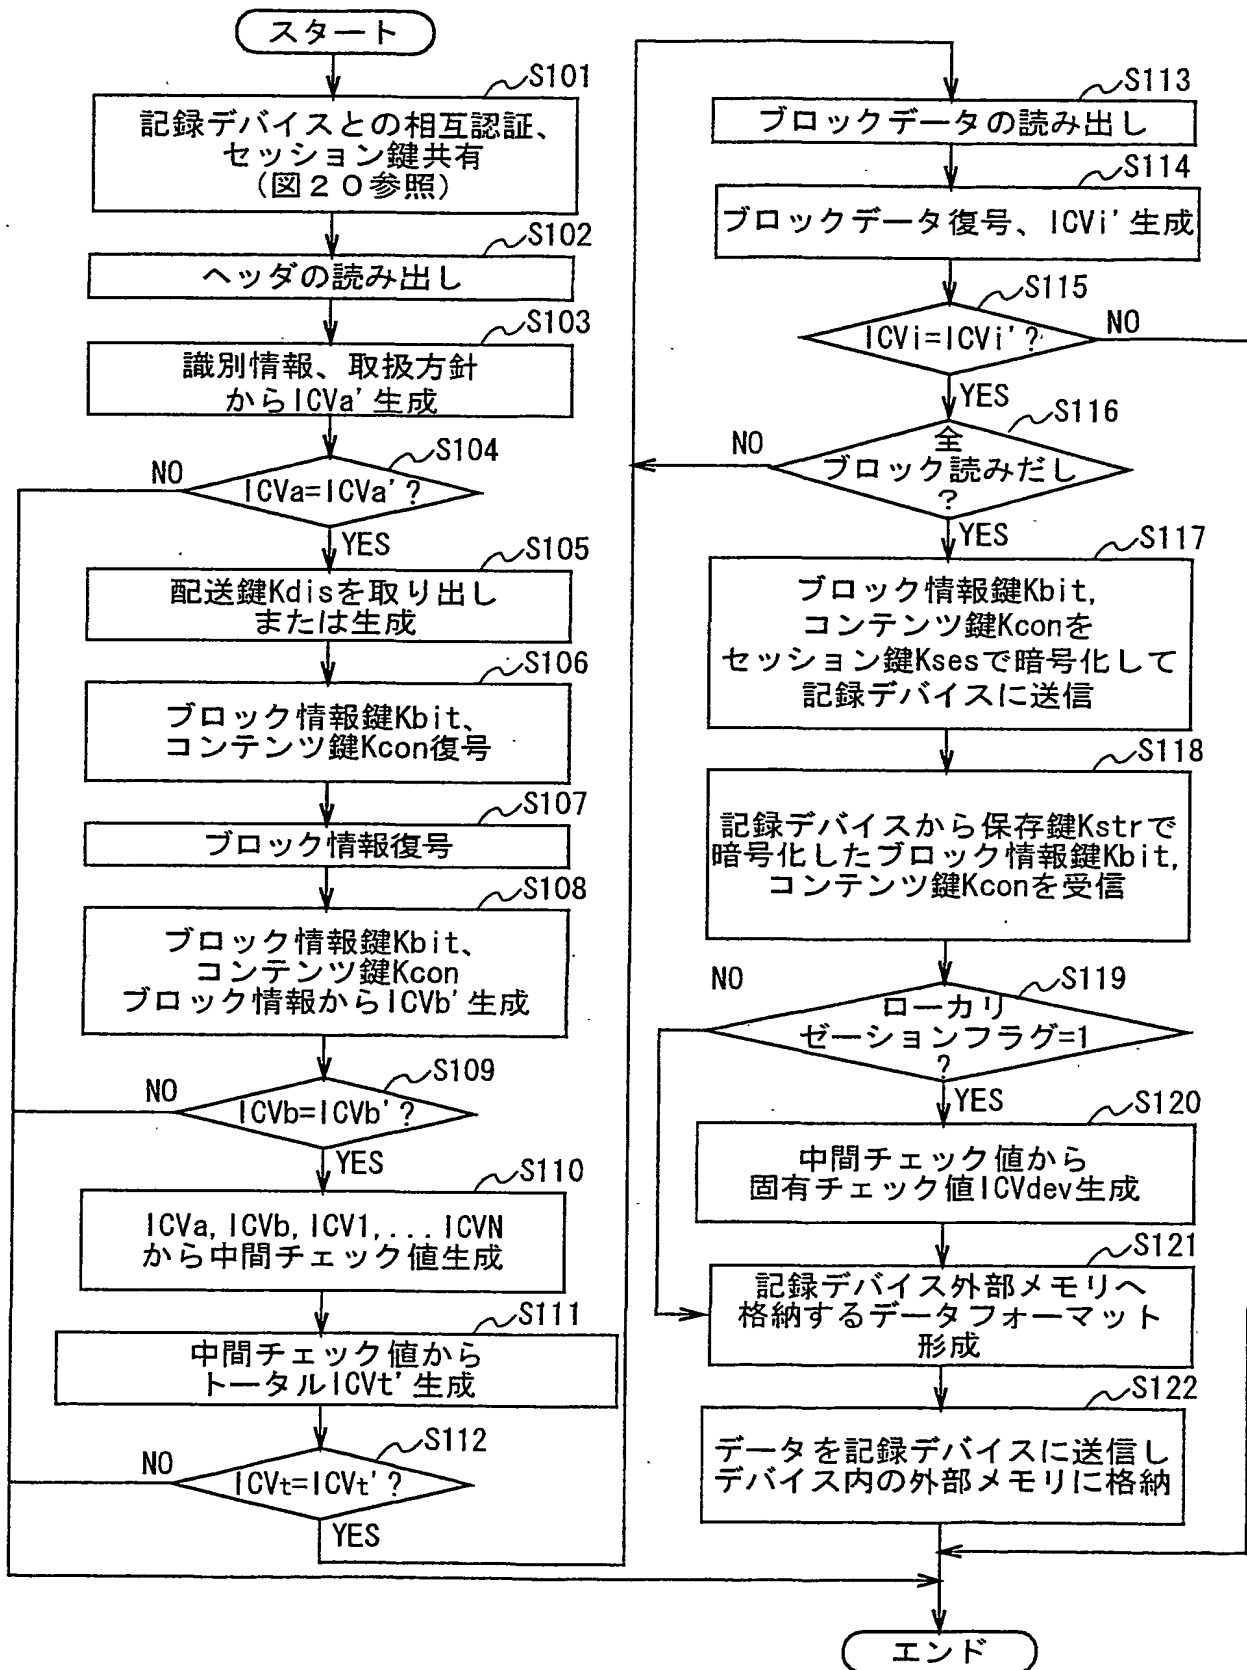 スタート
S101
記録デバイスとの相互認証、
セッション鍵共有
(図20参照)
S102
ヘッダの読み出し
S103
識別情報、取扱方針
からICVa'生成
S104
NO
ICVa=ICVa'?
YES
S105
配送鍵Kdisを取り出し
または生成
S106
ブロック情報鍵Kbit、
コンテンツ鍵Kcon復号
S107
ブロック情報復号
S108
ブロック情報鍵Kbit、
コンテンツ鍵Kcon
ブロック情報からICVb'生成
S109
NO
ICVb=ICVb'?
YES
S110
ICVa, ICVb, ICV1,...ICVN
から中間チェック値生成
S111
中間チェック値から
トータルICVt'生成
S112
NO
ICVt=ICVt'?
YES
S113
ブロックデータの読み出し
S114
ブロックデータ復号、ICVi'生成
S115
ICVi=ICVi'?
NO
YES
S116
NO
全
ブロック読みだし
?
YES
S117
ブロック情報鍵Kbit,
コンテンツ鍵Kconを
セッション鍵Ksesで暗号化して
記録デバイスに送信
S118
記録デバイスから保存鍵Kstrで
暗号化したブロック情報鍵Kbit,
コンテンツ鍵Kconを受信
S119
NO
ローカリ
ゼーションフラグ=1
?
YES
S120
中間チェック値から
固有チェック値ICVdev生成
S121
記録デバイス外部メモリへ
格納するデータフォーマット
形成
S122
データを記録デバイスに送信し
デバイス内の外部メモリに格納
エンド